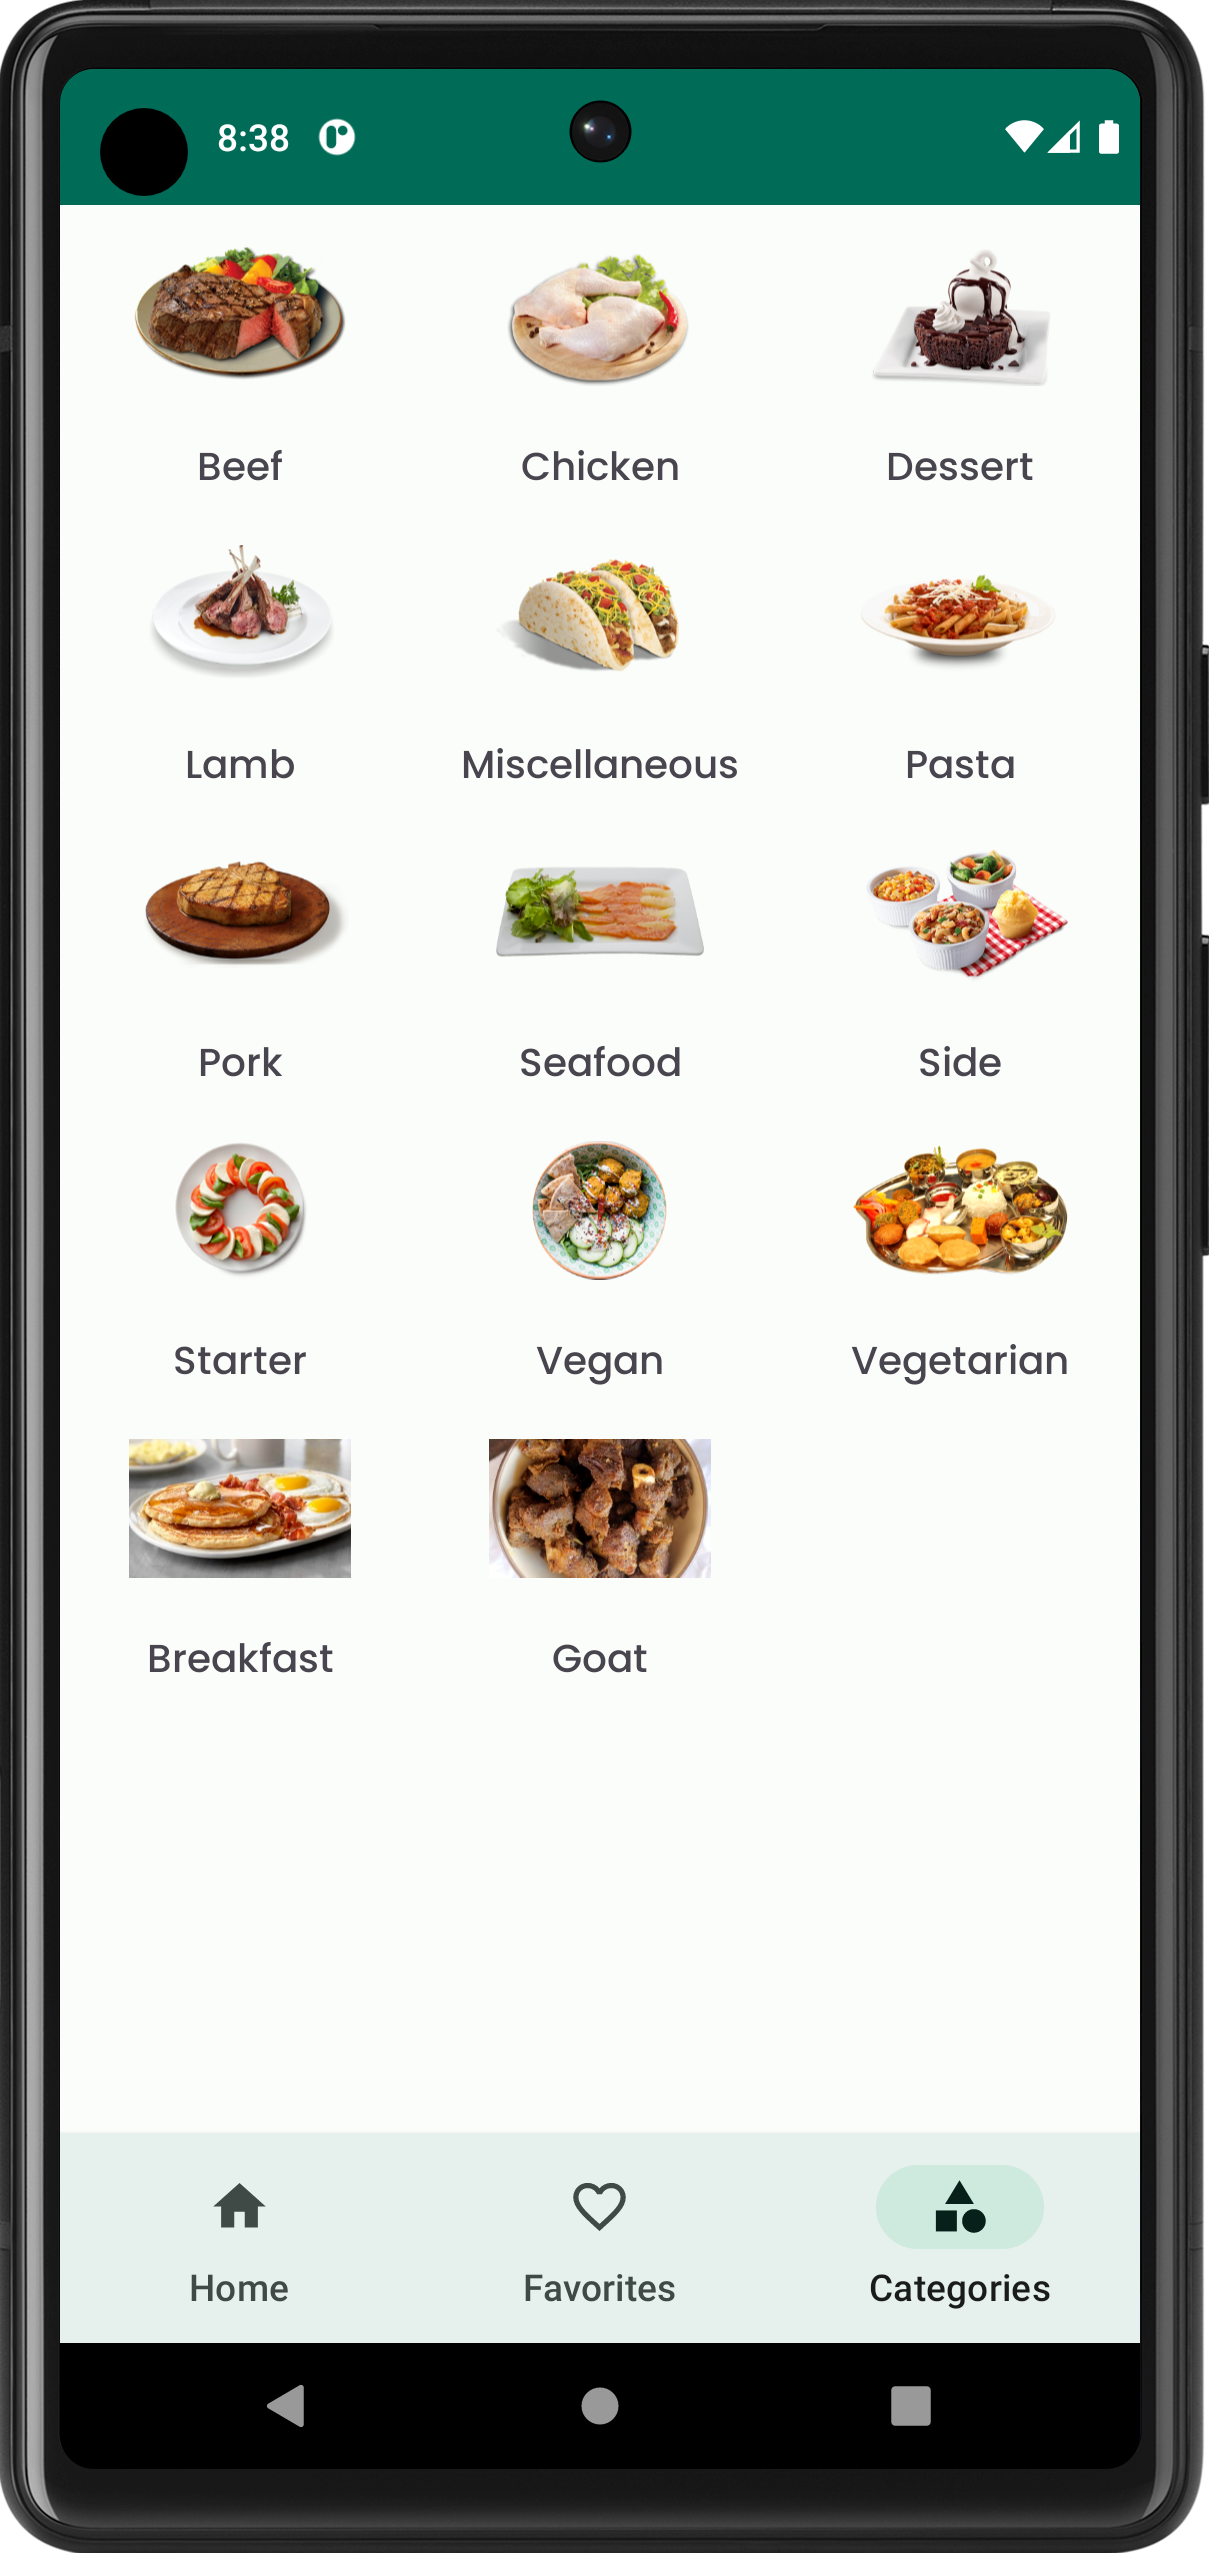 8:38
Beef Chicken Dessert
Lamb Miscellaneous Pasta
Pork Seafood Side
Starter Vegan Vegetarian
Breakfast Goat
Home Favorites Categories